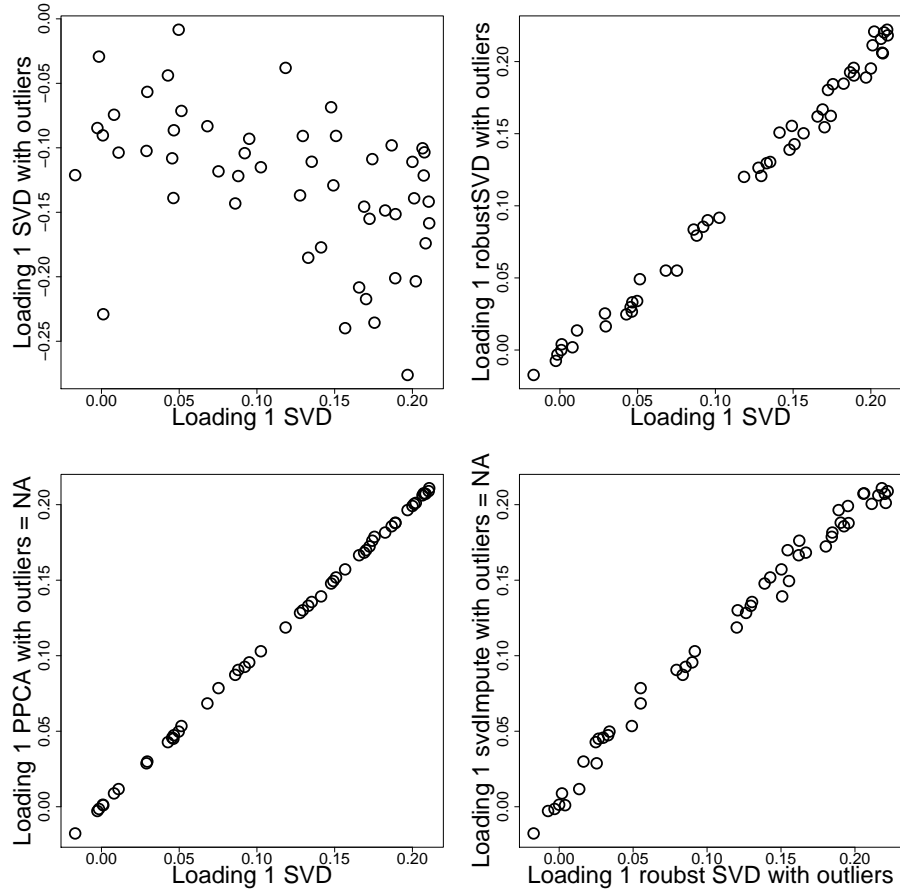 Loading 1 SVD with outliers
0.00
−0.05
−0.10
−0.15
−0.20
−0.25
0.00 0.05 0.10 0.15 0.20
Loading 1 SVD
Loading 1 robustSVD with outliers
0.20
0.15
0.10
0.05
0.00
0.00 0.05 0.10 0.15 0.20
Loading 1 SVD
Loading 1 PPCA with outliers = NA
0.20
0.15
0.10
0.05
0.00
0.00 0.05 0.10 0.15 0.20
Loading 1 SVD
Loading 1 svdImpute with outliers = NA
0.20
0.15
0.10
0.05
0.00
0.00 0.05 0.10 0.15 0.20
Loading 1 roubst SVD with outliers